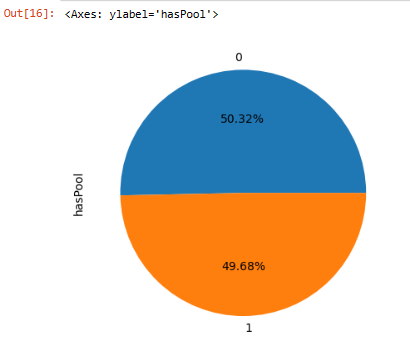 Out[16]: <Axes: ylabel='hasPool'>
0
50.32%
hasPool
49.68%
1